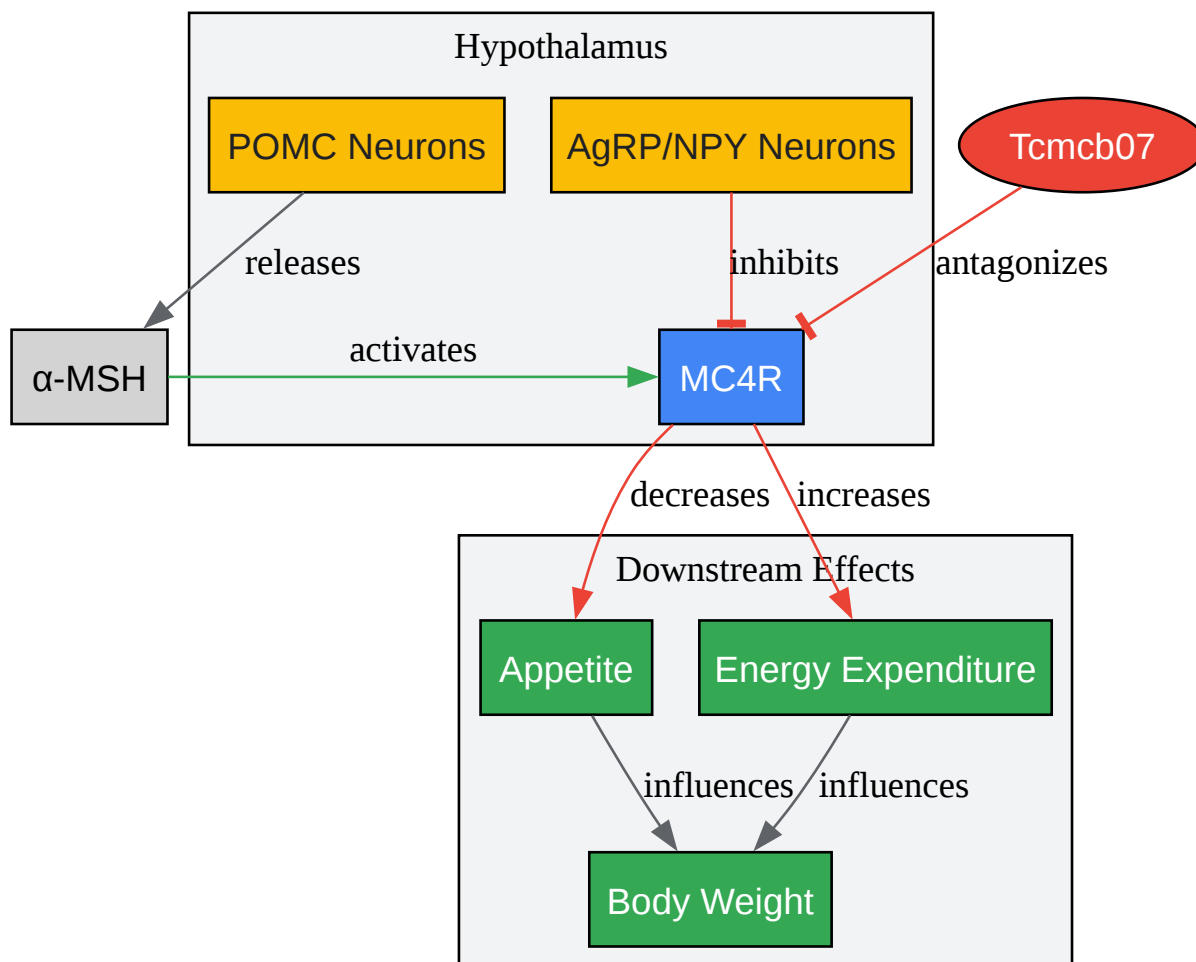 Hypothalamus
POMC Neurons
AgRP/NPY Neurons
Tcmcb07
releases
inhibits
antagonizes
α-MSH
activates
MC4R
decreases
increases
Downstream Effects
Appetite
Energy Expenditure
influences
influences
Body Weight